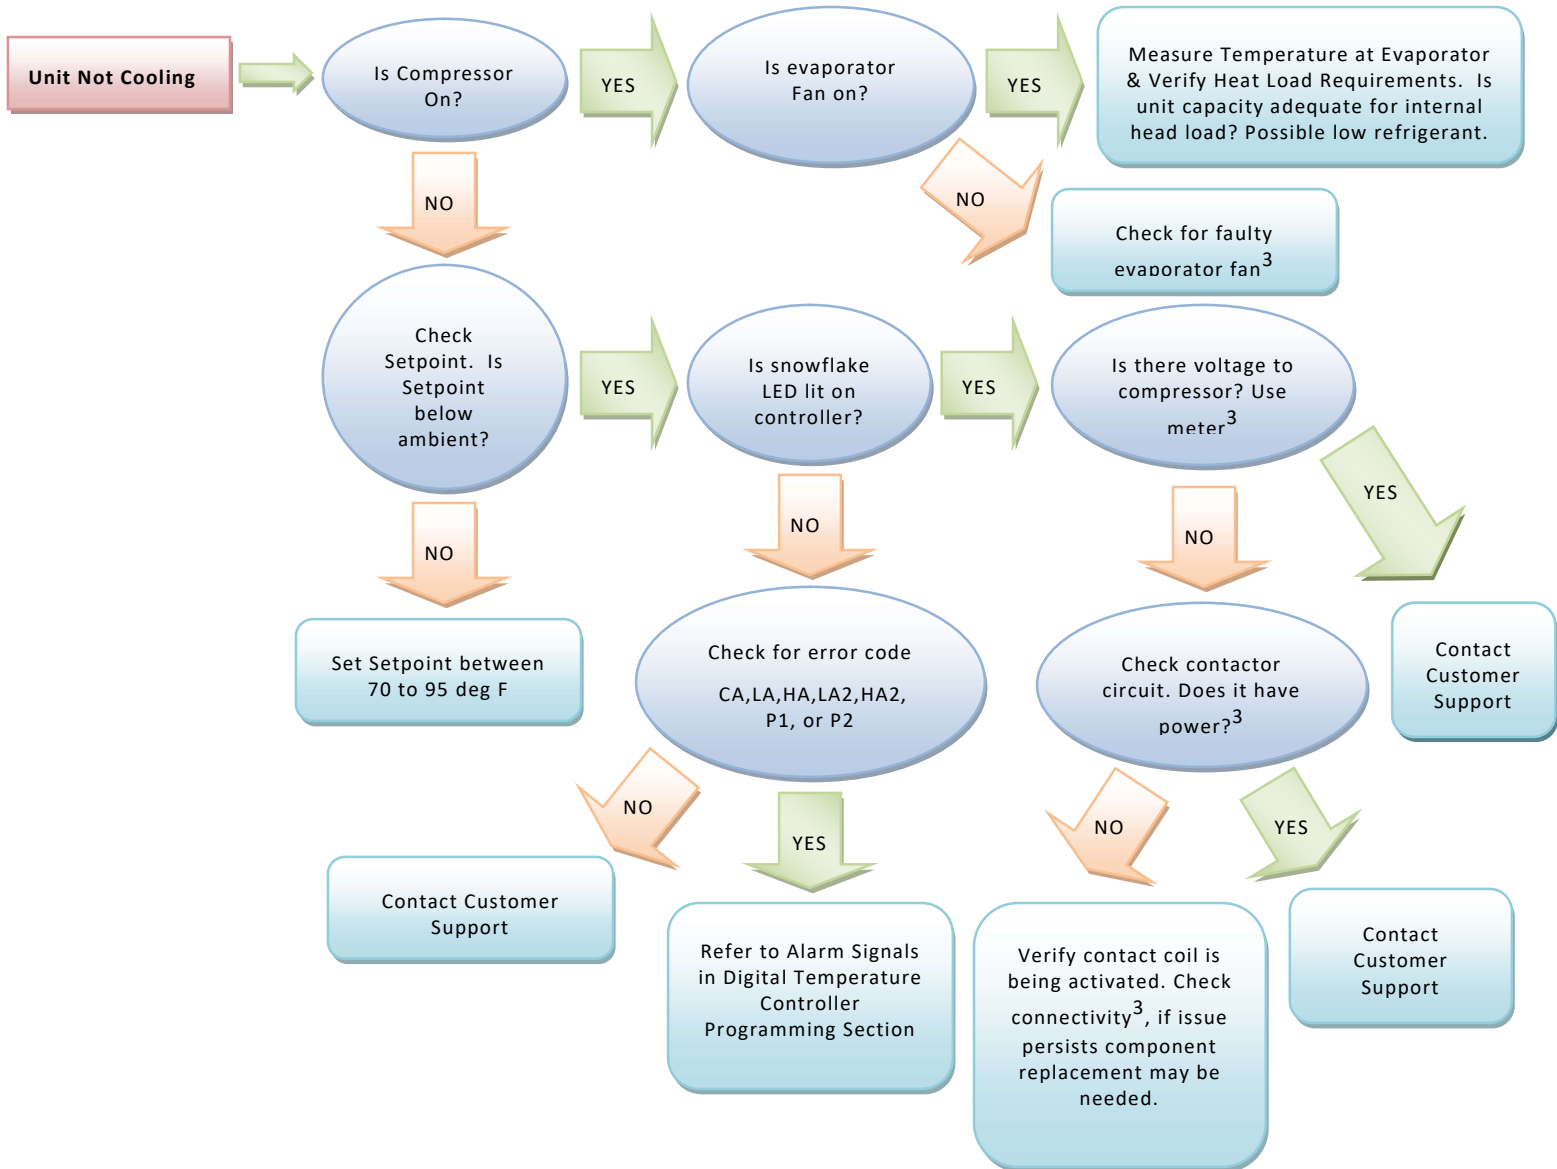 Unit Not Cooling
Is Compressor
On?
YES
Is evaporator
Fan on?
YES
Measure Temperature at Evaporator
& Verify Heat Load Requirements. Is
unit capacity adequate for internal
head load? Possible low refrigerant.
NO
NO
Check for faulty
evaporator fan3
Check
Setpoint. Is
Setpoint
below
ambient?
YES
Is snowflake
LED lit on
controller?
YES
Is there voltage to
compressor? Use
meter3
YES
NO
NO
NO
Set Setpoint between
70 to 95 deg F
Check for error code
CA,LA,HA,LA2,HA2,
P1, or P2
Check contactor
circuit. Does it have
power?3
Contact
Customer
Support
NO
YES
NO
YES
Contact Customer
Support
Refer to Alarm Signals
in Digital Temperature
Controller
Programming Section
Verify contact coil is
being activated. Check
connectivity3, if issue
persists component
replacement may be
needed.
Contact
Customer
Support